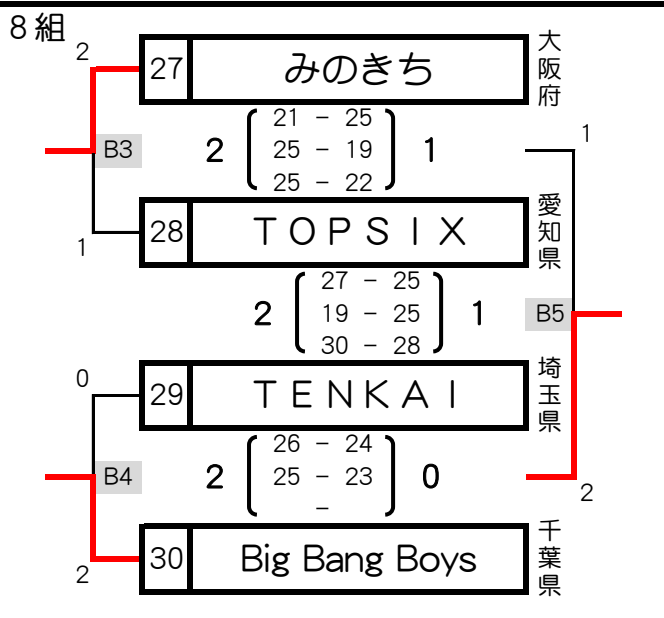 8組
2
27
みのきち
大阪府
B3
2
21 − 25
25 − 19
25 − 22
1
1
1
28
TOPSIX
愛知県
2
27 − 25
19 − 25
30 − 28
1
B5
0
29
TENKAI
埼玉県
B4
2
26 − 24
25 − 23
−
0
2
2
30
Big Bang Boys
千葉県